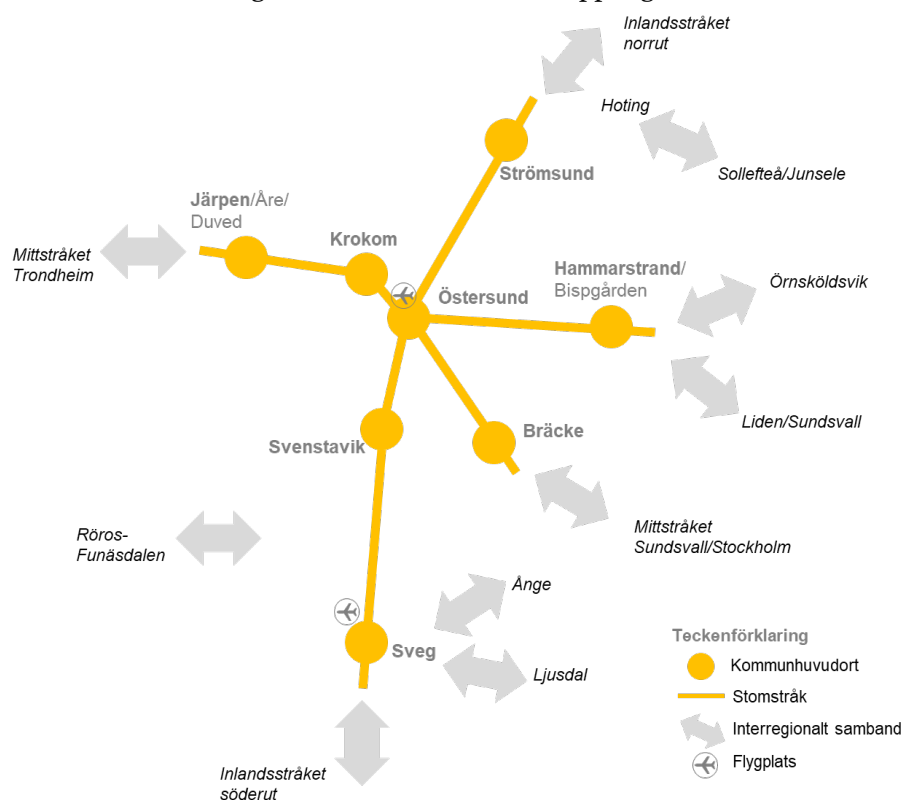 Inlandsstråket
norrut
Hoting
Sollefteå/Junsele
Strömsund
Järpen/Åre/
Duved
Krokom
Mittstråket
Trondheim
Hammarstrand/
Bispgården
Örnsköldsvik
Östersund
Liden/Sundsvall
Bräcke
Svenstavik
Mittstråket
Sundsvall/Stockholm
Röros-
Funäsdalen
Ånge
Sveg
Ljusdal
Inlandsstråket
söderut
Teckenförklaring
Kommunhuvudort
Stomstråk
Interregionalt samband
Flygplats